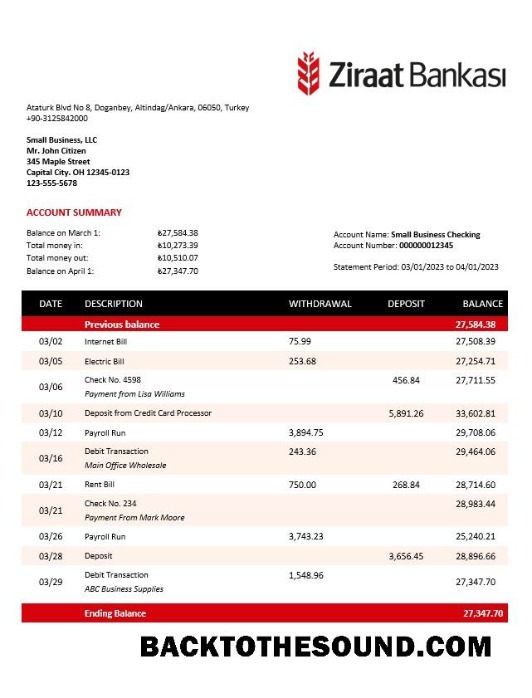 Ziraat Bankası
Ataturk Blvd No 8, Doganbey, Altindag/Ankara, 06050, Turkey
+90-3125842000
Small Business, LLC
Mr. John Citizen
345 Maple Street
Capital City. OH 12345-0123
123-555-5678
ACCOUNT SUMMARY
Balance on March 1: ₺27,584.38
Total money in: ₺10,273.39
Total money out: ₺10,510.07
Balance on April 1: ₺27,347.70
Account Name: Small Business Checking
Account Number: 000000012345
Statement Period: 03/01/2023 to 04/01/2023
DATE DESCRIPTION WITHDRAWAL DEPOSIT BALANCE
Previous balance 27,584.38
03/02 Internet Bill 75.99 27,508.39
03/05 Electric Bill 253.68 27,254.71
03/06 Check No. 4598 456.84 27,711.55
Payment from Lisa Williams
03/10 Deposit from Credit Card Processor 5,891.26 33,602.81
03/12 Payroll Run 3,894.75 29,708.06
03/16 Debit Transaction 243.36 29,464.06
Main Office Wholesale
03/21 Rent Bill 750.00 268.84 28,714.60
03/21 Check No. 234 28,983.44
Payment From Mark Moore
03/26 Payroll Run 3,743.23 25,240.21
03/28 Deposit 3,656.45 28,896.66
03/29 Debit Transaction 1,548.96 27,347.70
ABC Business Supplies
Ending Balance 27,347.70
BACKTOTHESOUND.COM